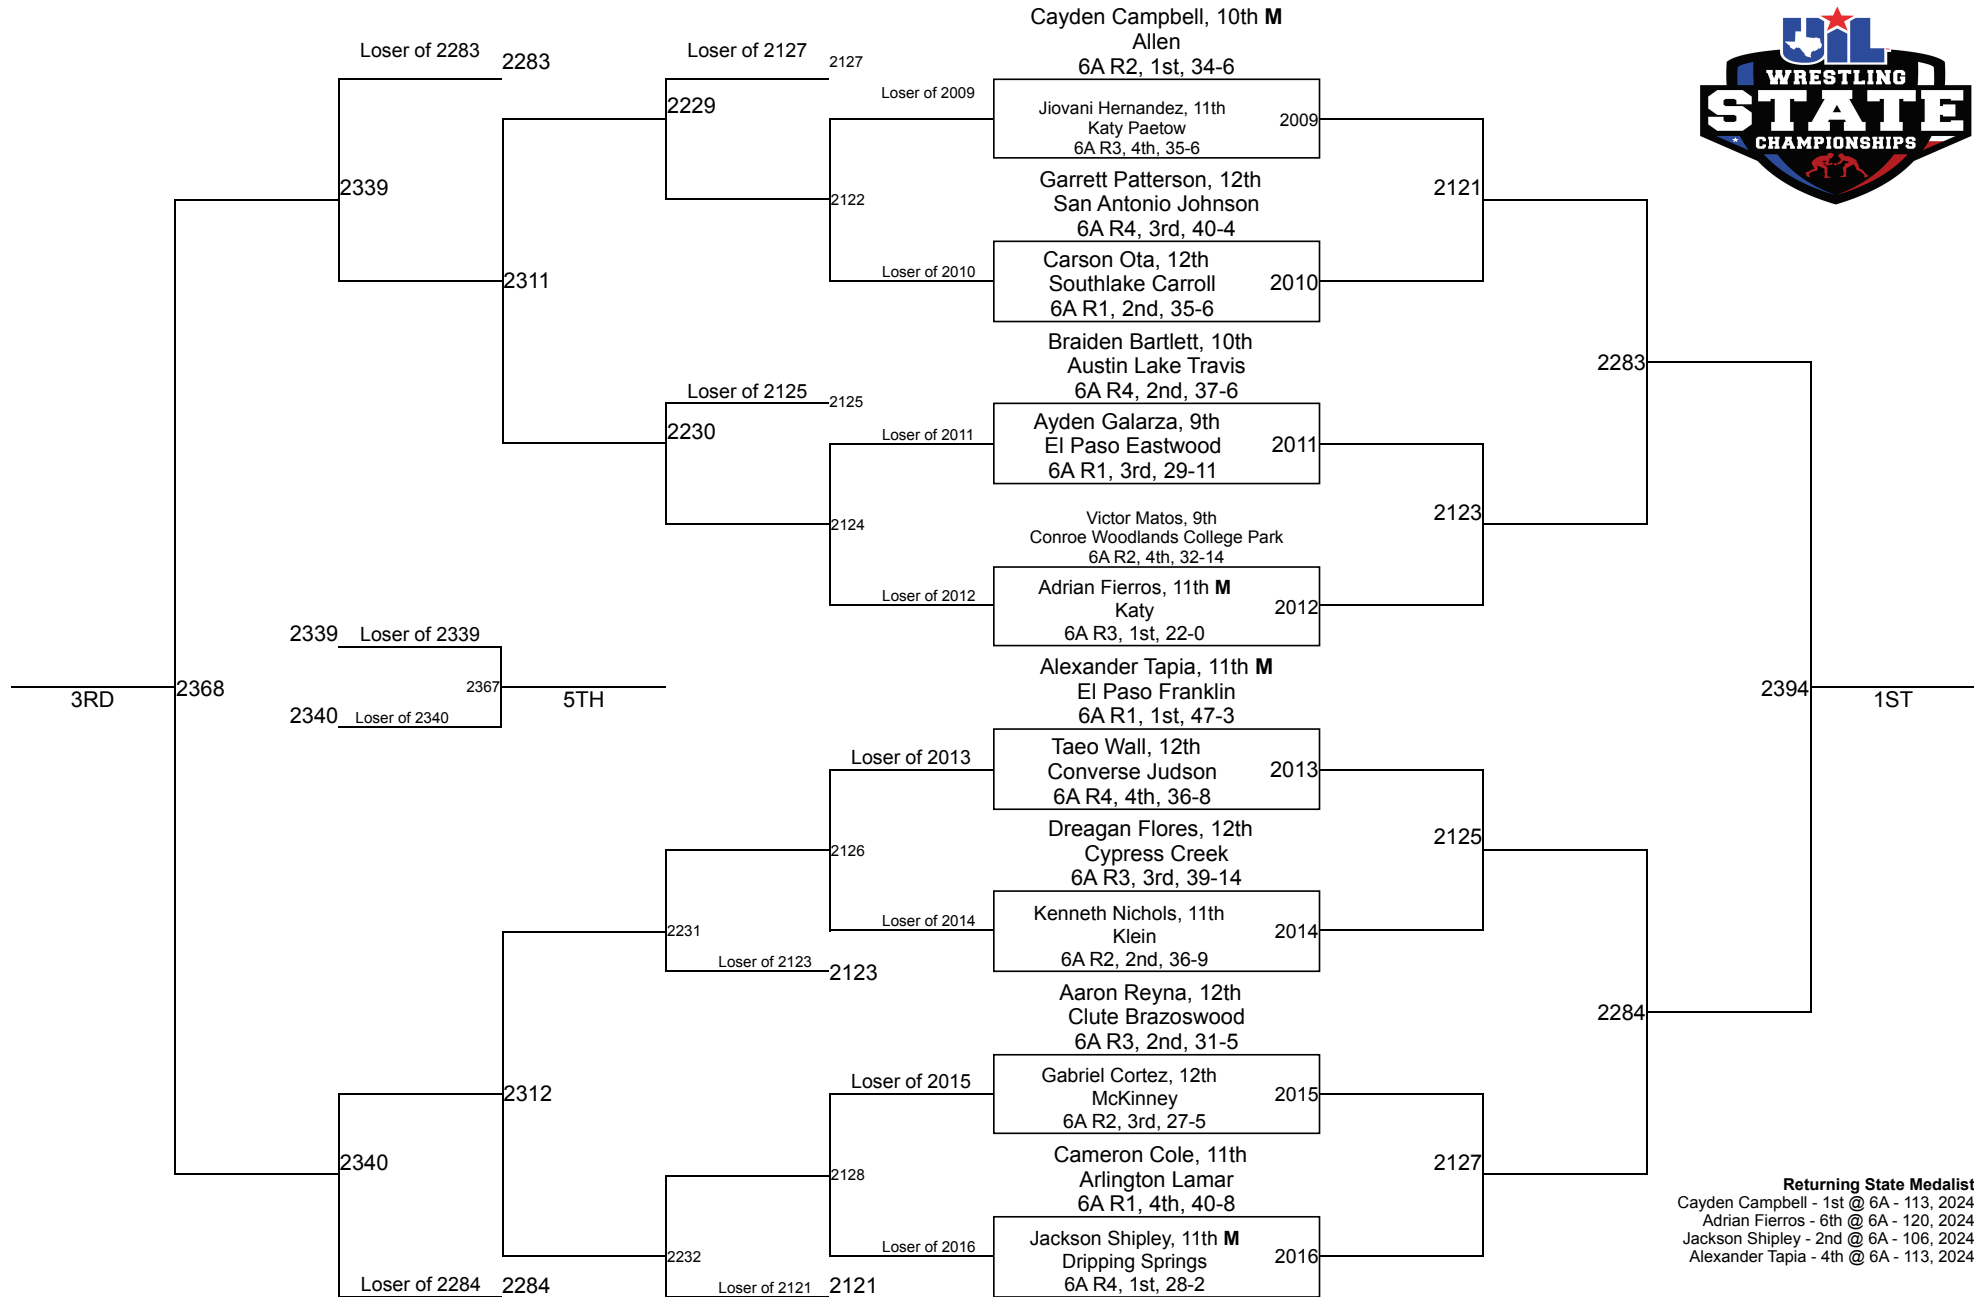 Cayden Campbell, 10th M
Allen
6A R2, 1st, 34-6
UIL
WRESTLING
STATE
CHAMPIONSHIPS
Loser of 2283
2283
Loser of 2127
2127
Loser of 2009
2229
Jiovani Hernandez, 11th
Katy Paetow
6A R3, 4th, 35-6
2009
2339
2122
Garrett Patterson, 12th
San Antonio Johnson
6A R4, 3rd, 40-4
2121
2311
Loser of 2010
Carson Ota, 12th
Southlake Carroll
6A R1, 2nd, 35-6
2010
Braiden Bartlett, 10th
Austin Lake Travis
6A R4, 2nd, 37-6
2283
Loser of 2125
2125
2230
Loser of 2011
Ayden Galarza, 9th
El Paso Eastwood
6A R1, 3rd, 29-11
2011
2124
Victor Matos, 9th
Conroe Woodlands College Park
6A R2, 4th, 32-14
2123
Loser of 2012
Adrian Fierros, 11th M
Katy
6A R3, 1st, 22-0
2012
2339
Loser of 2339
3RD
2368
2367
5TH
2340
Loser of 2340
Alexander Tapia, 11th M
El Paso Franklin
6A R1, 1st, 47-3
2394
1ST
Loser of 2013
Taeo Wall, 12th
Converse Judson
6A R4, 4th, 36-8
2013
2126
Dreagan Flores, 12th
Cypress Creek
6A R3, 3rd, 39-14
2125
2231
Loser of 2014
Kenneth Nichols, 11th
Klein
6A R2, 2nd, 36-9
2014
Loser of 2123
2123
Aaron Reyna, 12th
Clute Brazoswood
6A R3, 2nd, 31-5
2284
2312
Loser of 2015
Gabriel Cortez, 12th
McKinney
6A R2, 3rd, 27-5
2015
2340
2128
Cameron Cole, 11th
Arlington Lamar
6A R1, 4th, 40-8
2127
2232
Loser of 2016
Jackson Shipley, 11th M
Dripping Springs
6A R4, 1st, 28-2
2016
Loser of 2284
2284
Loser of 2121
2121
Returning State Medalist
Cayden Campbell - 1st @ 6A - 113, 2024
Adrian Fierros - 6th @ 6A - 120, 2024
Jackson Shipley - 2nd @ 6A - 106, 2024
Alexander Tapia - 4th @ 6A - 113, 2024